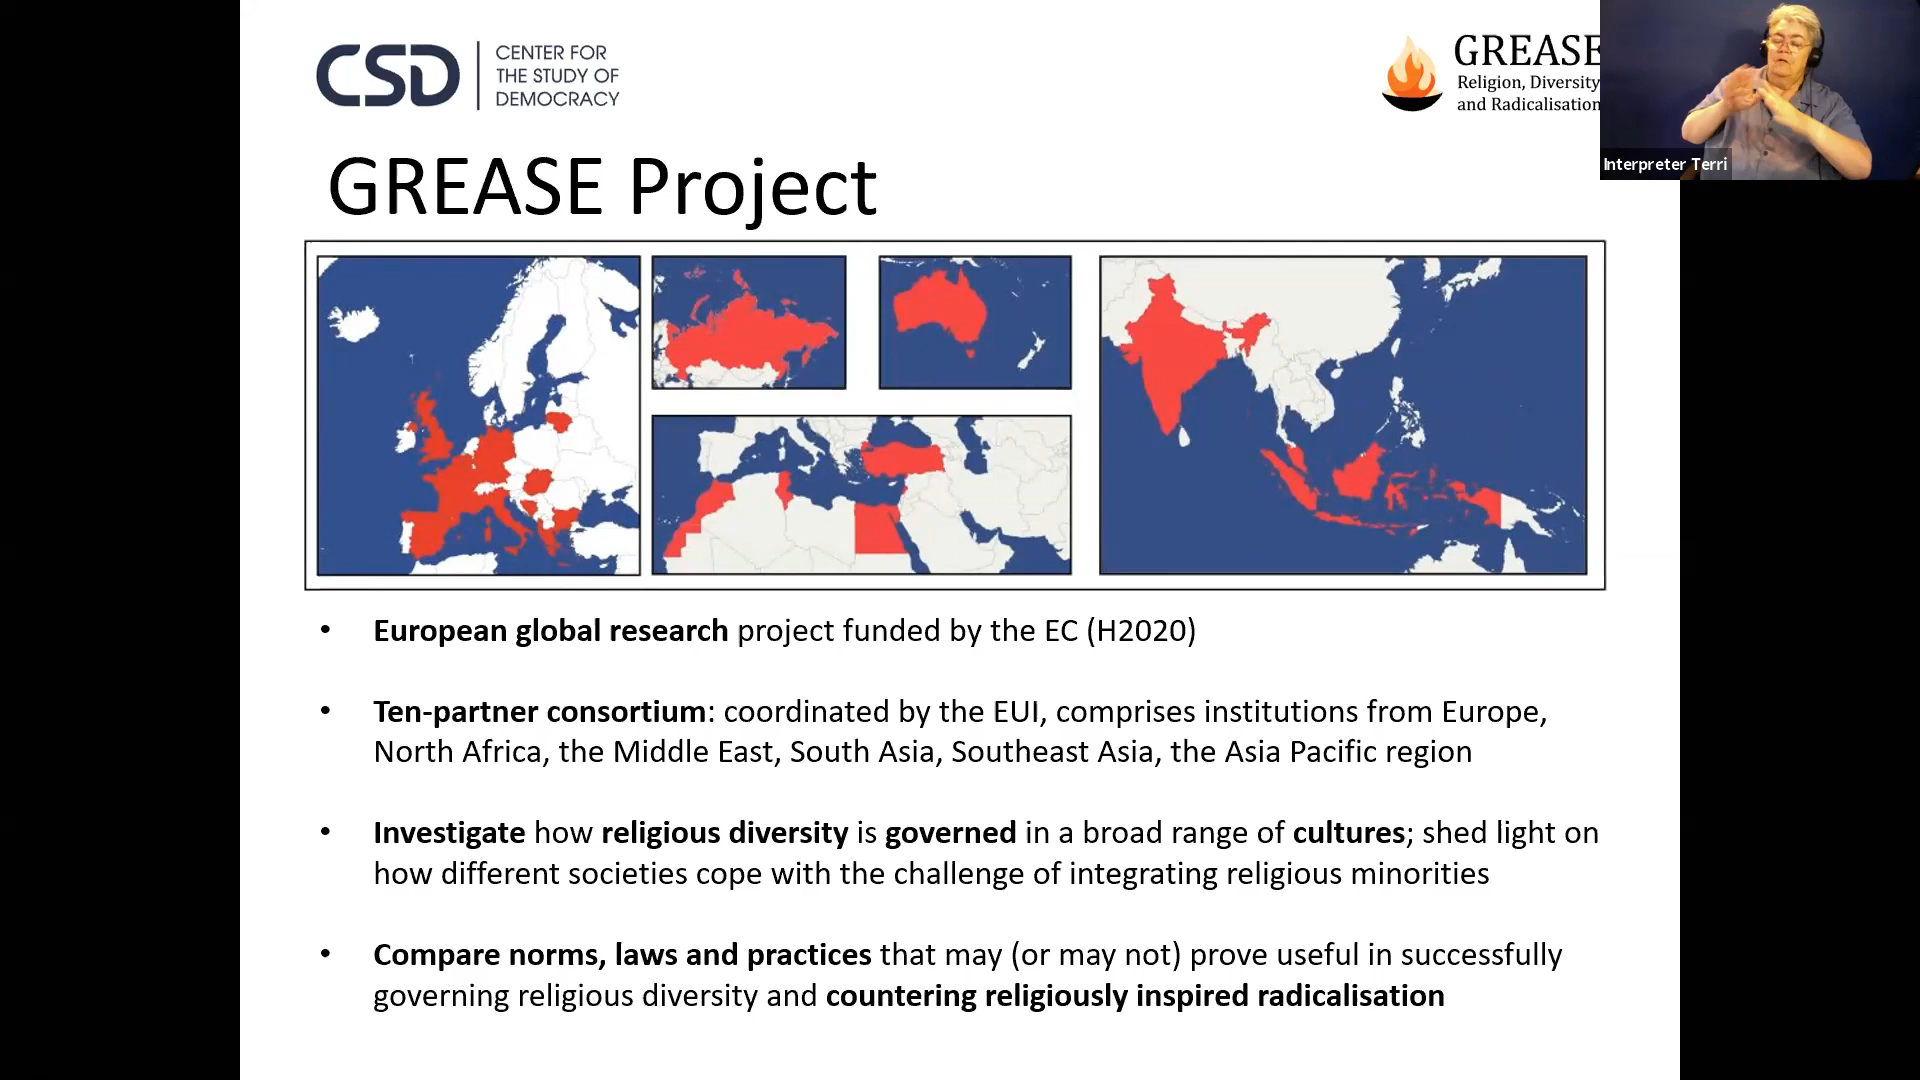 CSD
CENTER FOR
THE STUDY OF
DEMOCRACY
GREASE
Religion, Diversity
and Radicalisation
Interpreter Terri
GREASE Project
• European global research project funded by the EC (H2020)
• Ten-partner consortium: coordinated by the EUI, comprises institutions from Europe,
North Africa, the Middle East, South Asia, Southeast Asia, the Asia Pacific region
• Investigate how religious diversity is governed in a broad range of cultures; shed light on
how different societies cope with the challenge of integrating religious minorities
• Compare norms, laws and practices that may (or may not) prove useful in successfully
governing religious diversity and countering religiously inspired radicalisation